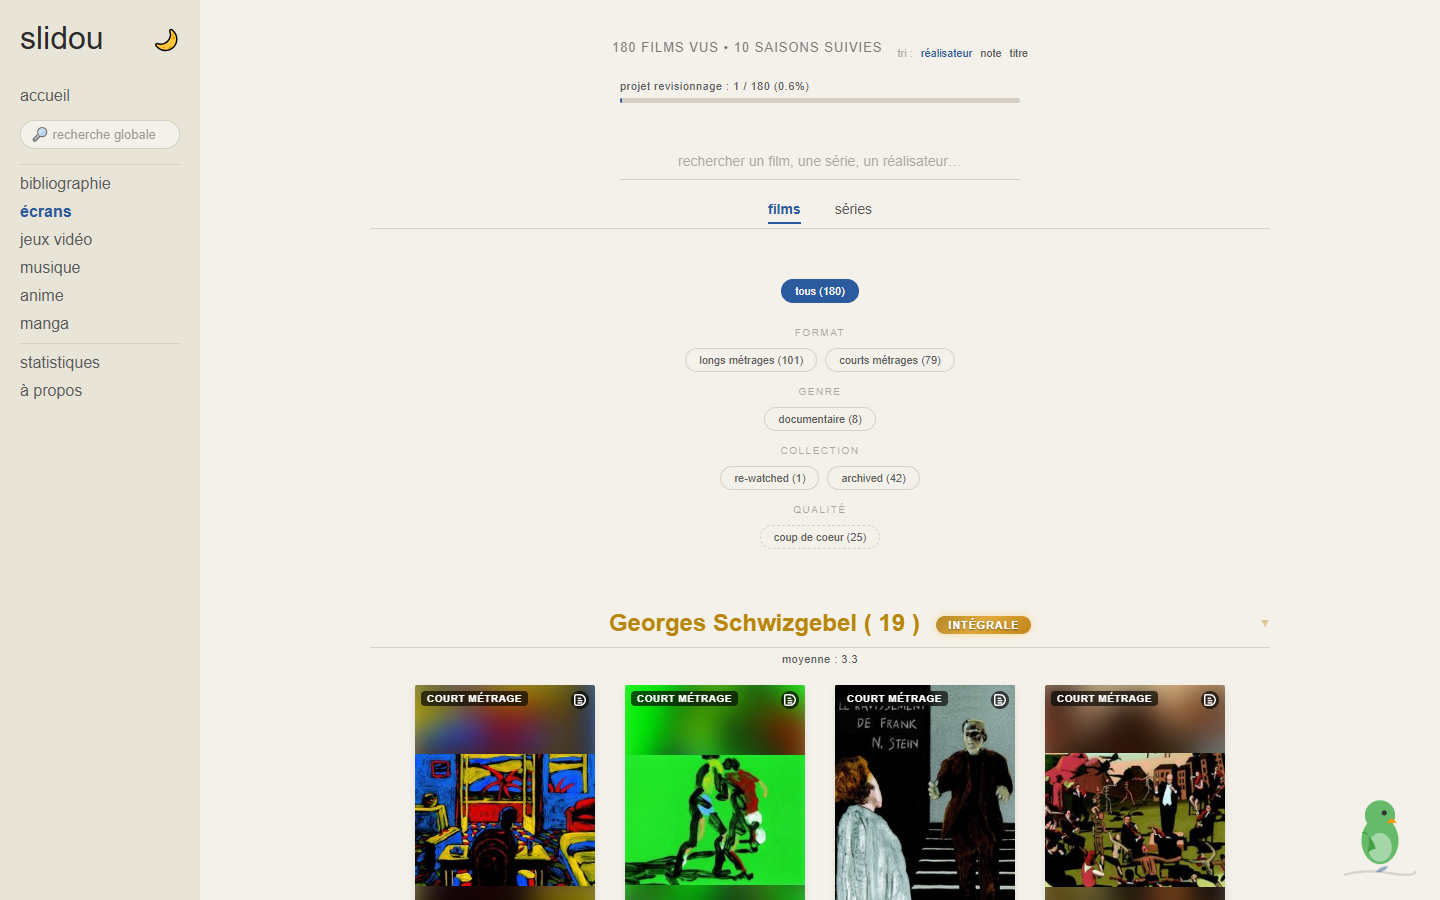 slidou
accueil
recherche globale
bibliographie
écrans
jeux vidéo
musique
anime
manga
statistiques
à propos
180 FILMS VUS • 10 SAISONS SUIVIES
tri : réalisateur note titre
projet revisionnage : 1 / 180 (0.6%)
rechercher un film, une série, un réalisateur...
films séries
tous (180)
FORMAT
longs métrages (101) courts métrages (79)
GENRE
documentaire (8)
COLLECTION
re-watched (1) archived (42)
QUALITÉ
coup de coeur (25)
Georges Schwizgebel ( 19 ) INTÉGRALE
moyenne : 3.3
COURT MÉTRAGE
COURT MÉTRAGE
COURT MÉTRAGE
LE RAVISSEMENT
DE FRANK
N. STEIN
COURT MÉTRAGE